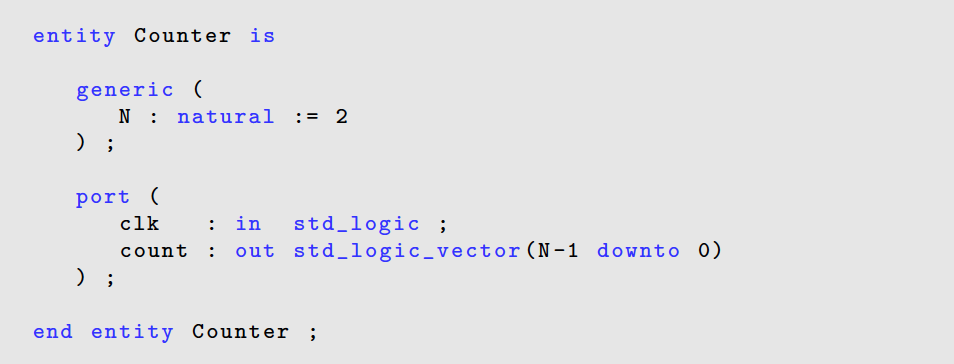 entity Counter is
generic (
N : natural := 2
) ;
port (
clk : in std_logic ;
count : out std_logic_vector(N-1 downto 0)
) ;
end entity Counter ;